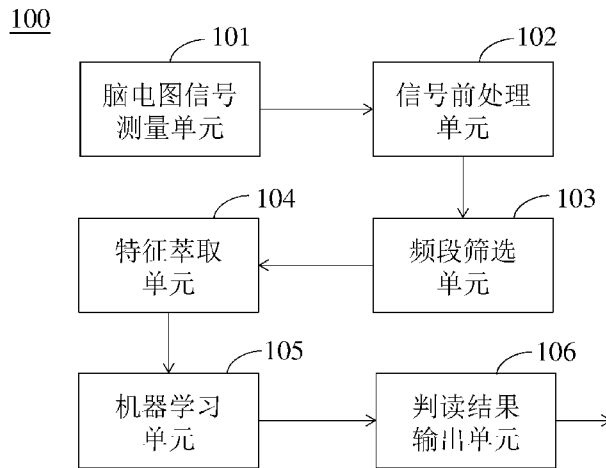 100
101
102
脑电图信号
测量单元
信号前处理
单元
104
103
特征萃取
单元
频段筛选
单元
105
106
机器学习
单元
判读结果
输出单元